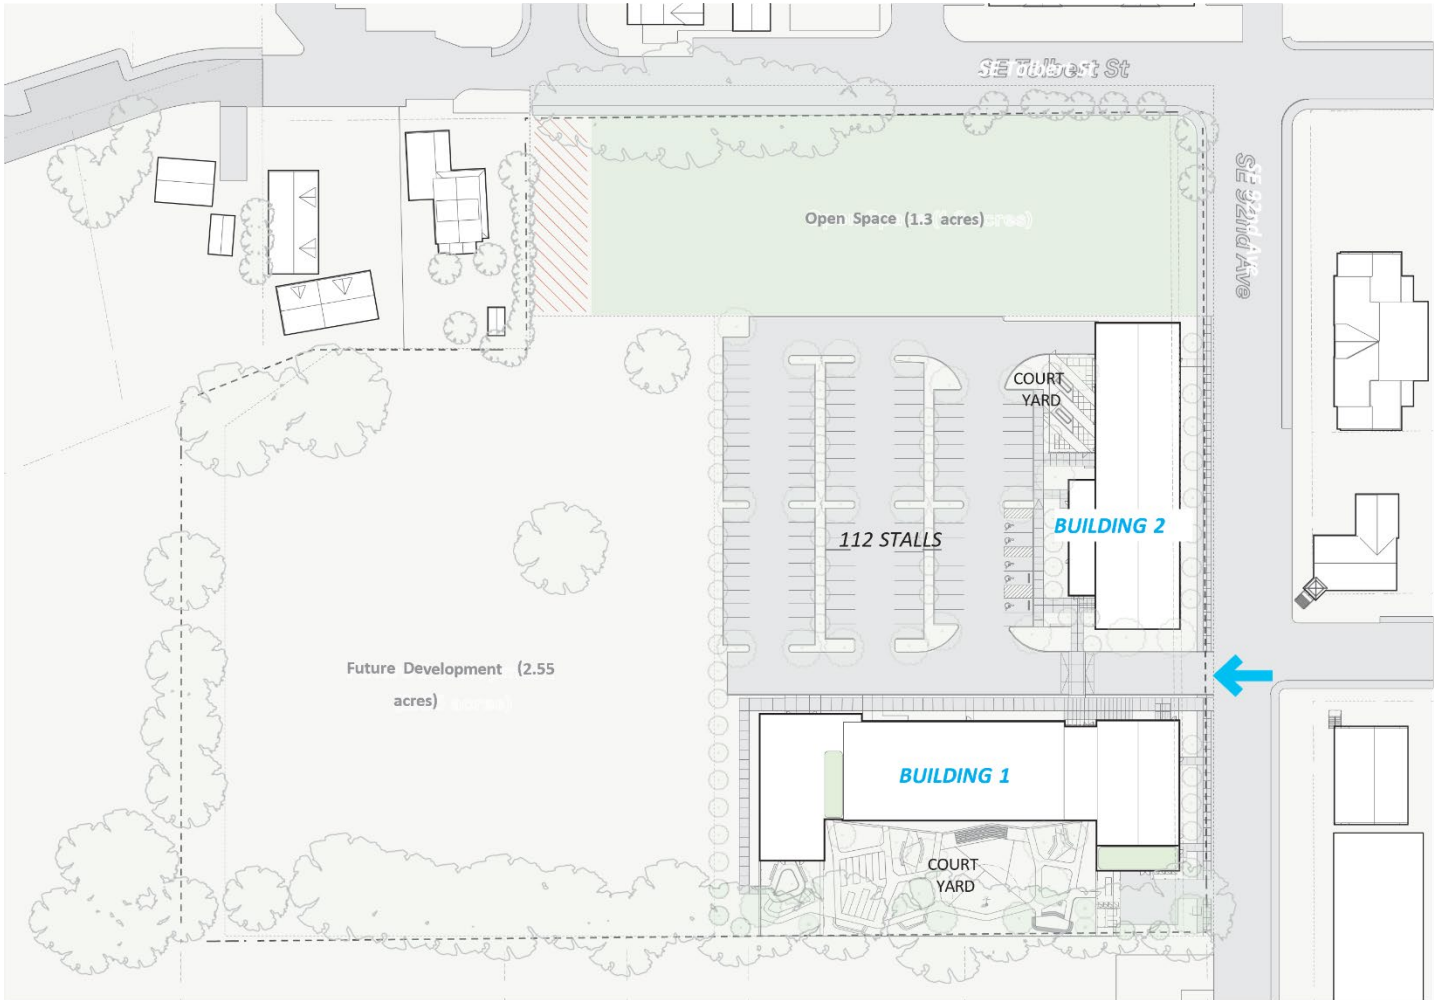 SE Tolbert St
SE 92nd Ave
Open Space (1.3 acres)
COURT
YARD
BUILDING 2
112 STALLS
Future Development (2.55
acres)
BUILDING 1
COURT
YARD